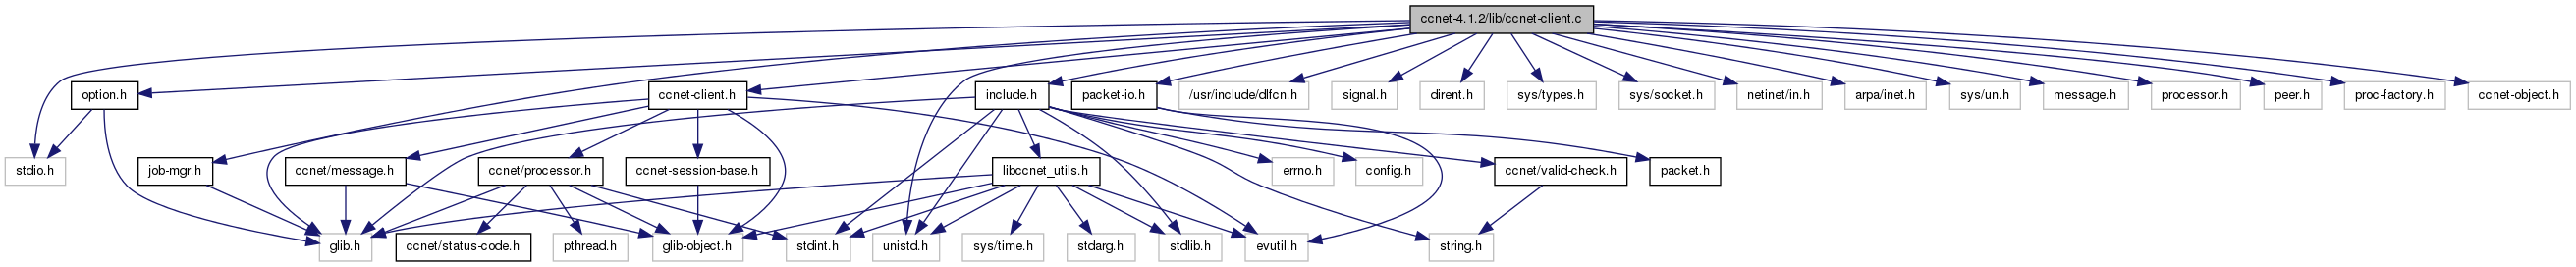 ccnet-4.1.2/lib/ccnet-client.c
option.h
ccnet-client.h
include.h
packet-io.h
/usr/include/dlfcn.h
signal.h
dirent.h
sys/types.h
sys/socket.h
netinet/in.h
arpa/inet.h
sys/un.h
message.h
processor.h
peer.h
proc-factory.h
ccnet-object.h
stdio.h
job-mgr.h
ccnet/message.h
ccnet/processor.h
ccnet-session-base.h
libccnet_utils.h
errno.h
config.h
ccnet/valid-check.h
packet.h
glib.h
ccnet/status-code.h
pthread.h
glib-object.h
stdint.h
unistd.h
sys/time.h
stdarg.h
stdlib.h
evutil.h
string.h